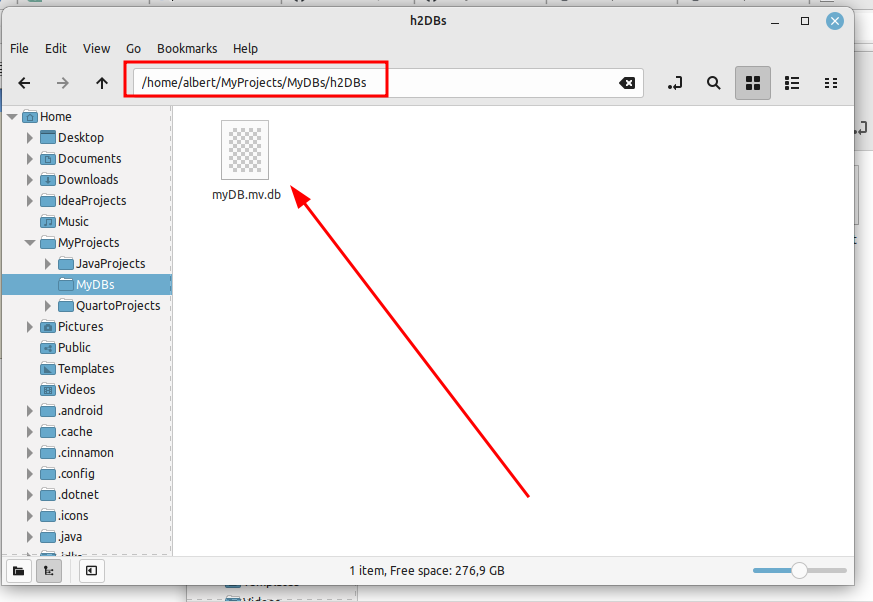 h2DBs
File Edit View Go Bookmarks Help
/home/albert/MyProjects/MyDBs/h2DBs
Home
Desktop
Documents
Downloads
IdeaProjects
Music
MyProjects
JavaProjects
MyDBs
QuartoProjects
Pictures
Public
Templates
Videos
.android
.cache
.cinnamon
.config
.dotnet
.icons
.java
myDB.mv.db
1 item, Free space: 276,9 GB